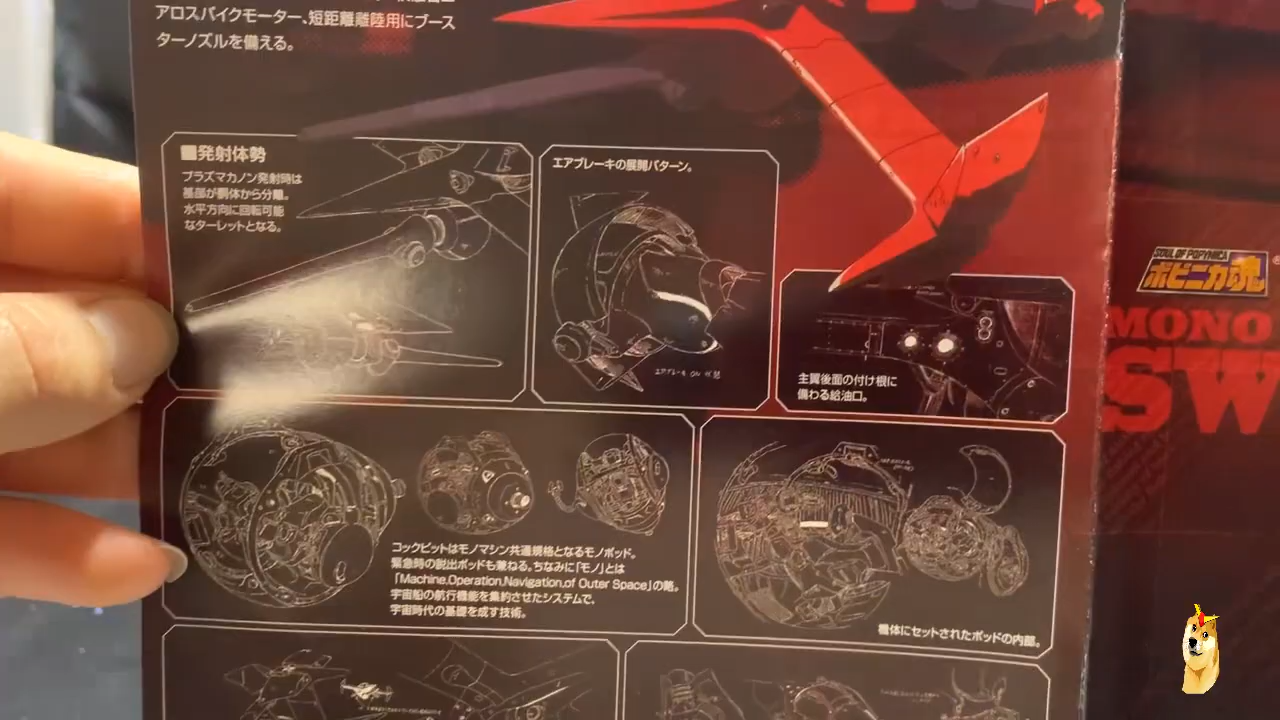 アロスパイクモーター、短距離離陸用にブース
ターノズルを備える。
■発射体勢
プラズマカノン発射時は
基部が胴体から分離。
水平方向に回転可能
なターレットとなる。
エアブレーキの展開パターン。
エアブレーキ ON 状態
主翼後面の付け根に
備わる給油口。
SOUL OF POPYNICA
ポピニカ魂
MONO
SW
コックピットはモノマシン共通規格となるモノポッド。
緊急時の脱出ポッドも兼ねる。ちなみに「モノ」とは
「Machine,Operation,Navigation,of Outer Space」の略。
宇宙船の航行機能を集約させたシステムで、
宇宙時代の基礎を成す技術。
機体にセットされたポッドの内部。